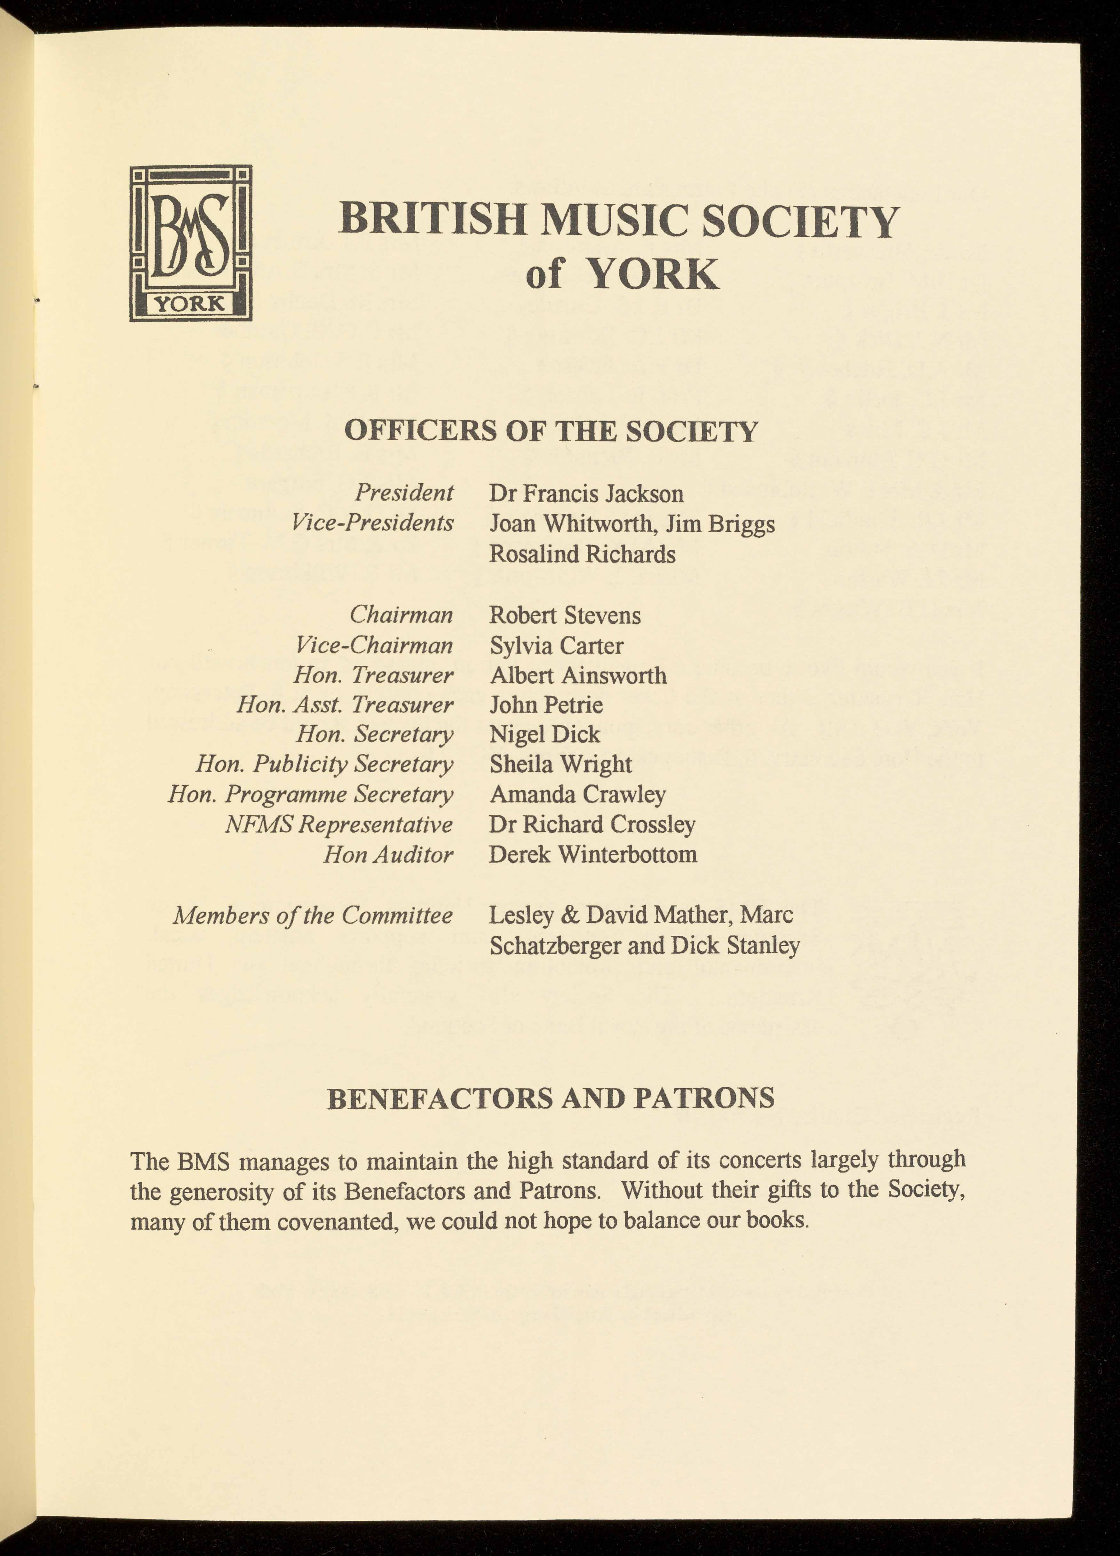 BMS
YORK
BRITISH MUSIC SOCIETY
of YORK
OFFICERS OF THE SOCIETY
President Dr Francis Jackson
Vice-Presidents Joan Whitworth, Jim Briggs
Rosalind Richards
Chairman Robert Stevens
Vice-Chairman Sylvia Carter
Hon. Treasurer Albert Ainsworth
Hon. Asst. Treasurer John Petrie
Hon. Secretary Nigel Dick
Hon. Publicity Secretary Sheila Wright
Hon. Programme Secretary Amanda Crawley
NFMS Representative Dr Richard Crossley
Hon Auditor Derek Winterbottom
Members of the Committee Lesley & David Mather, Marc
Schatzberger and Dick Stanley
BENEFACTORS AND PATRONS
The BMS manages to maintain the high standard of its concerts largely through
the generosity of its Benefactors and Patrons. Without their gifts to the Society,
many of them covenanted, we could not hope to balance our books.